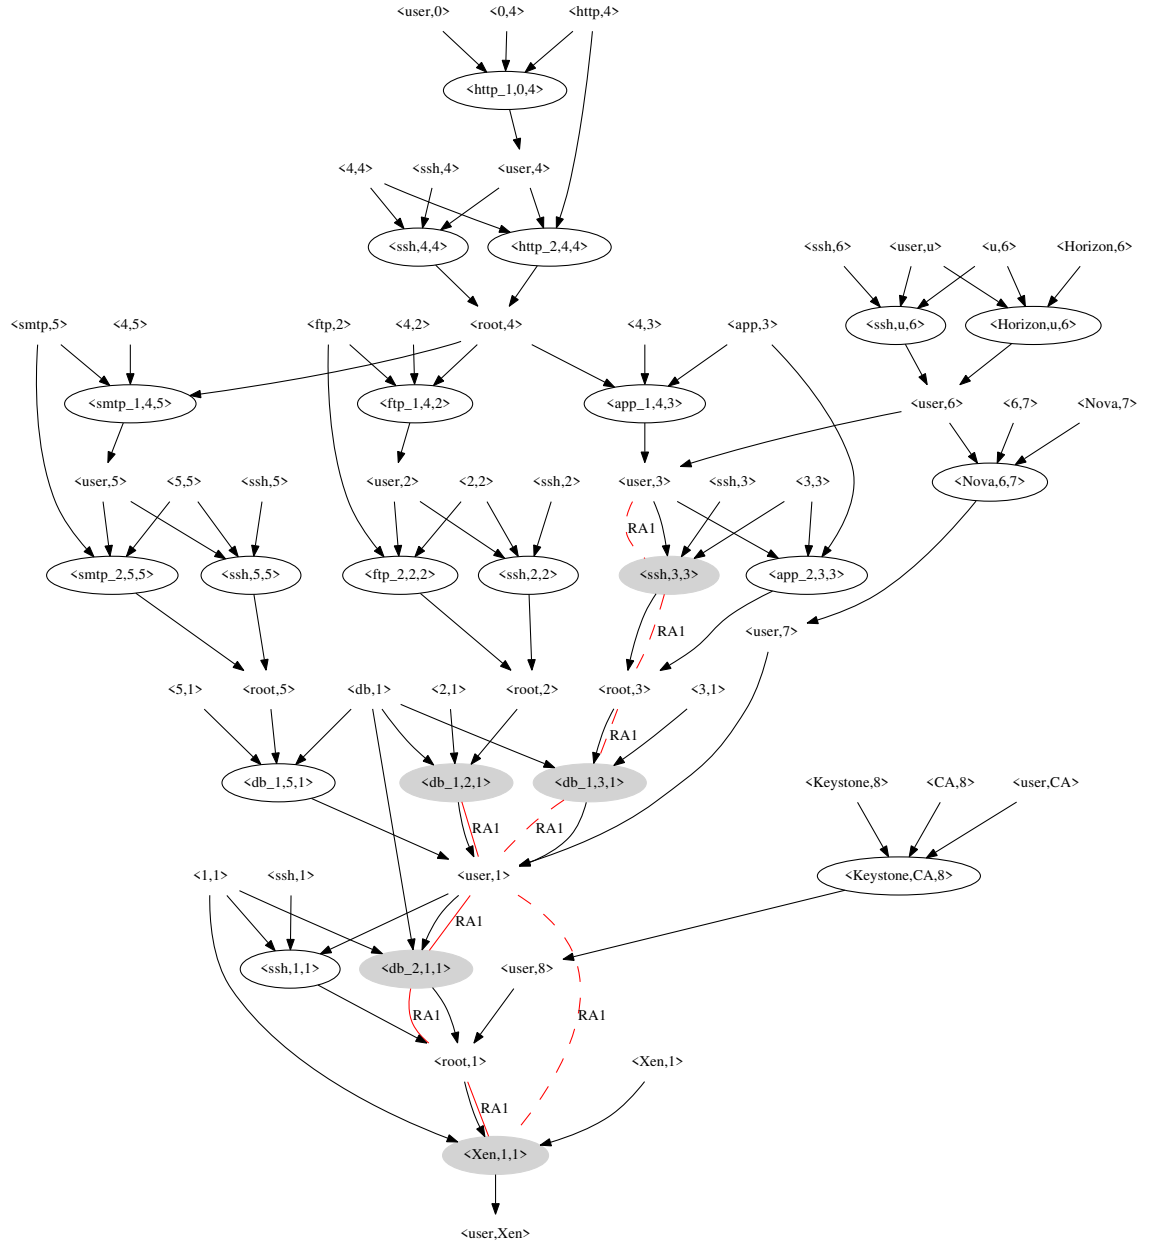 <user,0> <0,4> <http,4>
<http_1,0,4>
<4,4> <ssh,4> <user,4>
<ssh,4,4> <http_2,4,4> <ssh,6> <user,u> <u,6> <Horizon,6>
<smtp,5> <4,5> <ftp,2> <4,2> <root,4> <4,3> <app,3> <ssh,u,6> <Horizon,u,6>
<smtp_1,4,5> <ftp_1,4,2> <app_1,4,3> <user,6> <6,7> <Nova,7>
<user,5> <5,5> <ssh,5> <user,2> <2,2> <ssh,2> <user,3> <ssh,3> <3,3> <Nova,6,7>
RA1
<smtp_2,5,5> <ssh,5,5> <ftp_2,2,2> <ssh,2,2> <ssh,3,3> <app_2,3,3>
RA1 <user,7>
<5,1> <root,5> <db,1> <2,1> <root,2> <root,3> <3,1>
RA1
<db_1,5,1> <db_1,2,1> <db_1,3,1> <Keystone,8> <CA,8> <user,CA>
RA1 RA1
<1,1> <ssh,1> <user,1> <Keystone,CA,8>
RA1
<ssh,1,1> <db_2,1,1> <user,8>
RA1 RA1
<root,1> <Xen,1>
RA1
<Xen,1,1>
<user,Xen>